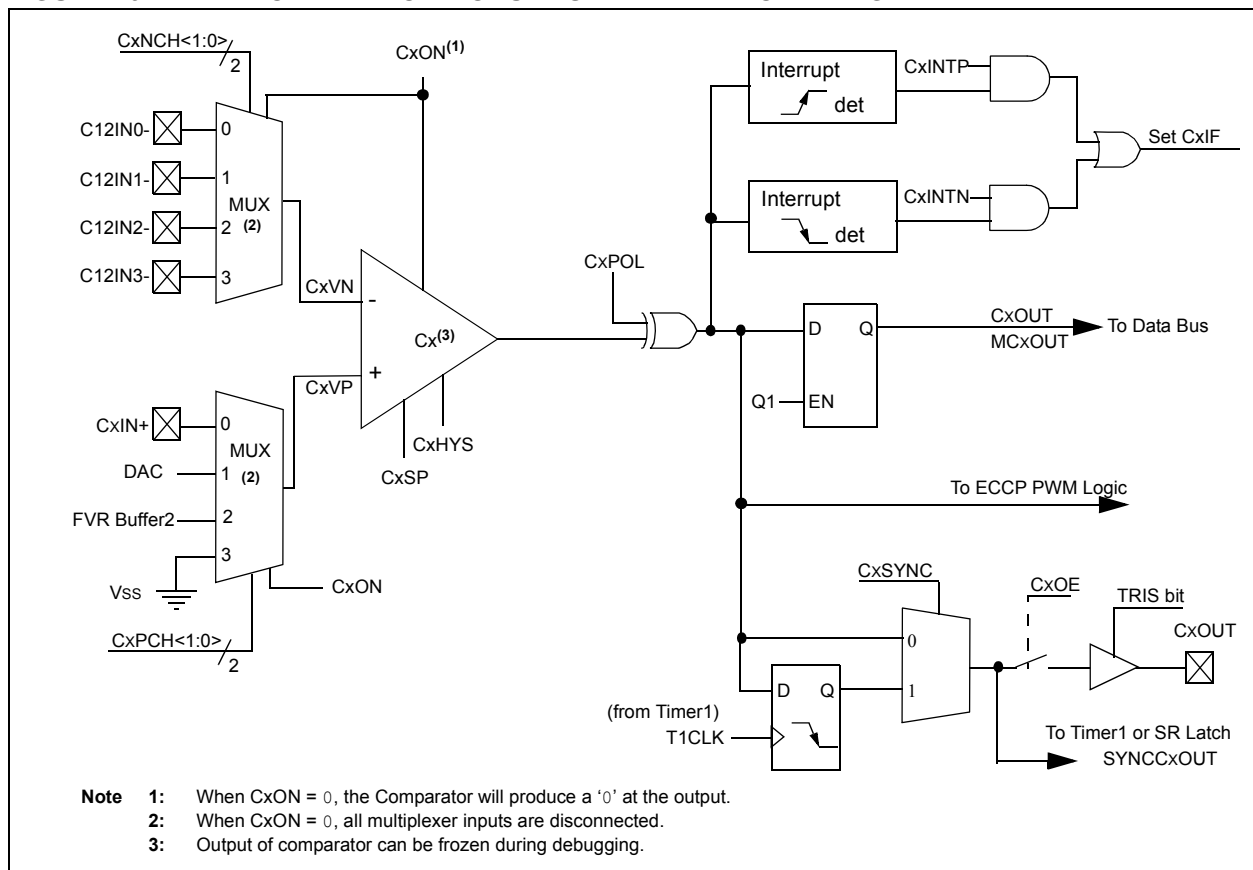 CxNCH<1:0>
2
CxON(1)
C12IN0-
0
C12IN1-
1
MUX
(2)
C12IN2-
2
C12IN3-
3
CxVN
-
Cx(3)
+
CxVP
CxIN+
0
MUX
(2)
DAC
1
FVR Buffer2
2
3
VSS
CxON
CxPCH<1:0>
2
CxHYS
CxSP
CxPOL
Interrupt
det
CxINTP
Interrupt
det
CxINTN
Set CxIF
D
Q
Q1
EN
CxOUT
MCxOUT
To Data Bus
To ECCP PWM Logic
CxSYNC
0
1
D
Q
(from Timer1)
T1CLK
CxOE
TRIS bit
CxOUT
To Timer1 or SR Latch
SYNCCxOUT
Note 1: When CxON = 0, the Comparator will produce a ‘0’ at the output.
2: When CxON = 0, all multiplexer inputs are disconnected.
3: Output of comparator can be frozen during debugging.